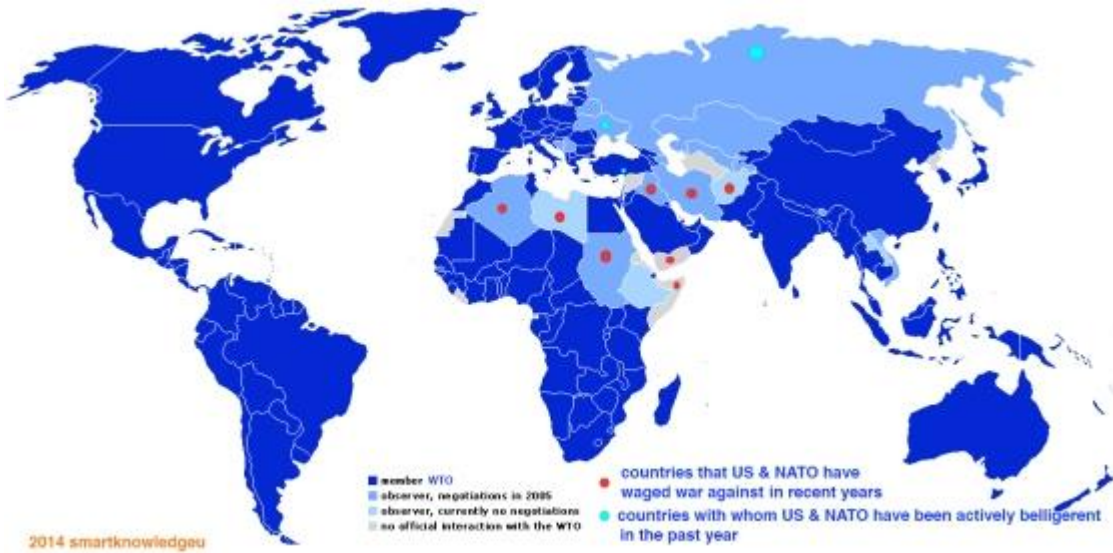 member WTO
observer, negotiations in 2005
observer, currently no negotiations
no official interaction with the WTO
countries that US & NATO have
waged war against in recent years
countries with whom US & NATO have been actively belligerent
in the past year
2014 smartknowledgeu